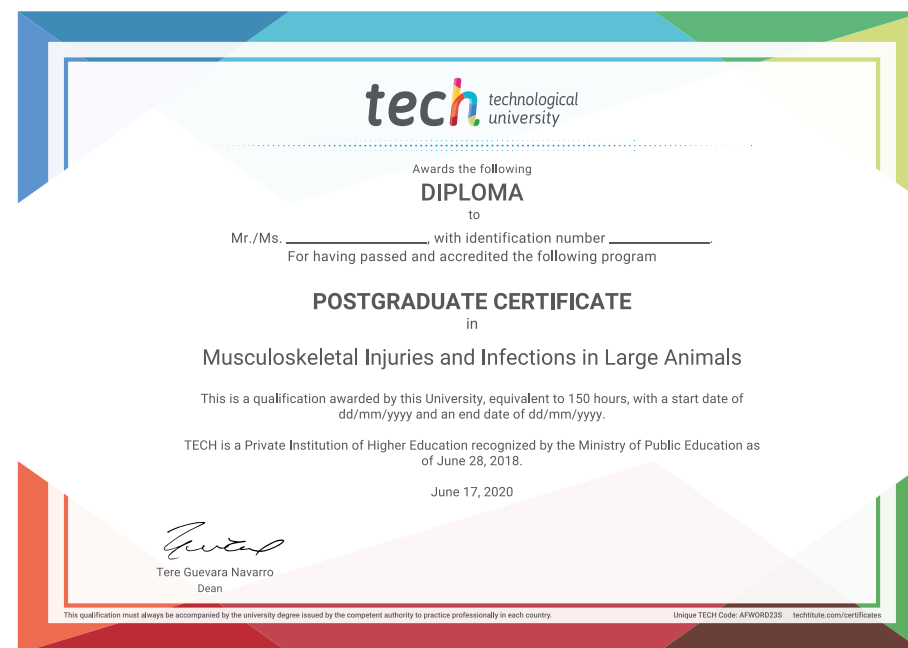 tech technological
university
Awards the following
DIPLOMA
to
Mr./Ms. ____________________, with identification number ______________.
For having passed and accredited the following program
POSTGRADUATE CERTIFICATE
in
Musculoskeletal Injuries and Infections in Large Animals
This is a qualification awarded by this University, equivalent to 150 hours, with a start date of
dd/mm/yyyy and an end date of dd/mm/yyyy.
TECH is a Private Institution of Higher Education recognized by the Ministry of Public Education as
of June 28, 2018.
June 17, 2020
Tere Guevara Navarro
Dean
This qualification must always be accompanied by the university degree issued by the competent authority to practice professionally in each country. Unique TECH Code: AFWORD23S techtitute.com/certificates